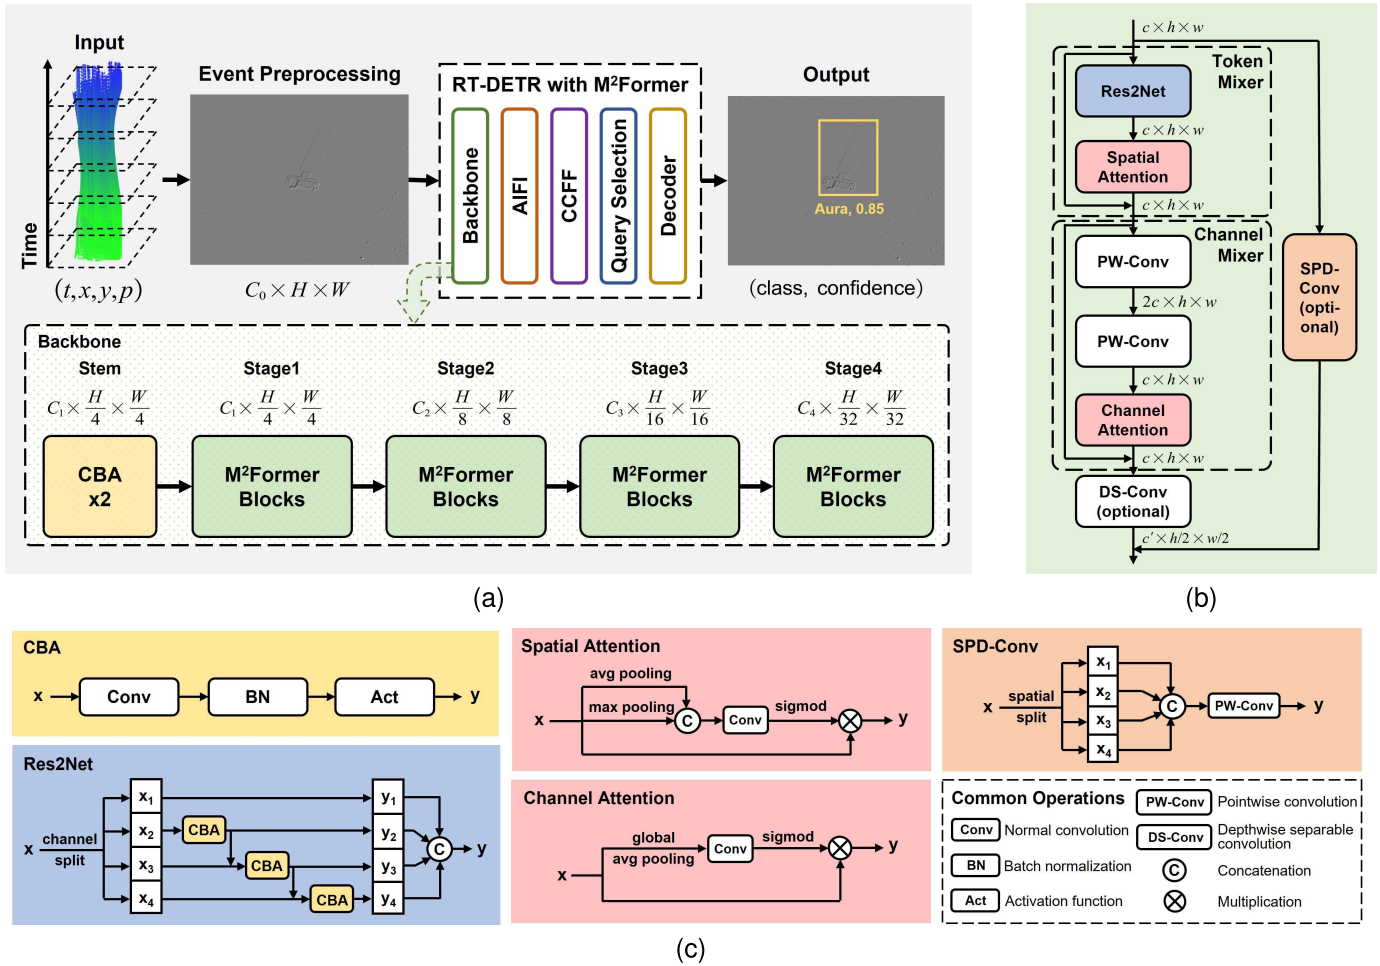 Input
Time
(t, x, y, p)
Event Preprocessing
C₀ × H × W
RT-DETR with M²Former
Backbone
AIFI
CCFF
Query Selection
Decoder
Output
Aura, 0.85
(class, confidence)
Backbone
Stem
C₁ × H/4 × W/4
CBA
x2
Stage1
C₁ × H/4 × W/4
M²Former
Blocks
Stage2
C₂ × H/8 × W/8
M²Former
Blocks
Stage3
C₃ × H/16 × W/16
M²Former
Blocks
Stage4
C₄ × H/32 × W/32
M²Former
Blocks
(a)
c × h × w
Token
Mixer
Res2Net
c × h × w
Spatial
Attention
c × h × w
Channel
Mixer
PW-Conv
2c × h × w
PW-Conv
c × h × w
Channel
Attention
c × h × w
DS-Conv
(optional)
c′ × h/2 × w/2
SPD-
Conv
(opti-
onal)
(b)
CBA
x
Conv
BN
Act
y
Res2Net
x
channel
split
x₁
x₂
x₃
x₄
CBA
CBA
CBA
y₁
y₂
y₃
y₄
C
y
Spatial Attention
x
avg pooling
max pooling
C
Conv
sigmod
y
Channel Attention
x
global
avg pooling
Conv
sigmod
y
SPD-Conv
x
spatial
split
x₁
x₂
x₃
x₄
C
PW-Conv
y
Common Operations
Conv Normal convolution
BN Batch normalization
Act Activation function
PW-Conv Pointwise convolution
DS-Conv Depthwise separable
convolution
C Concatenation
Multiplication
(c)